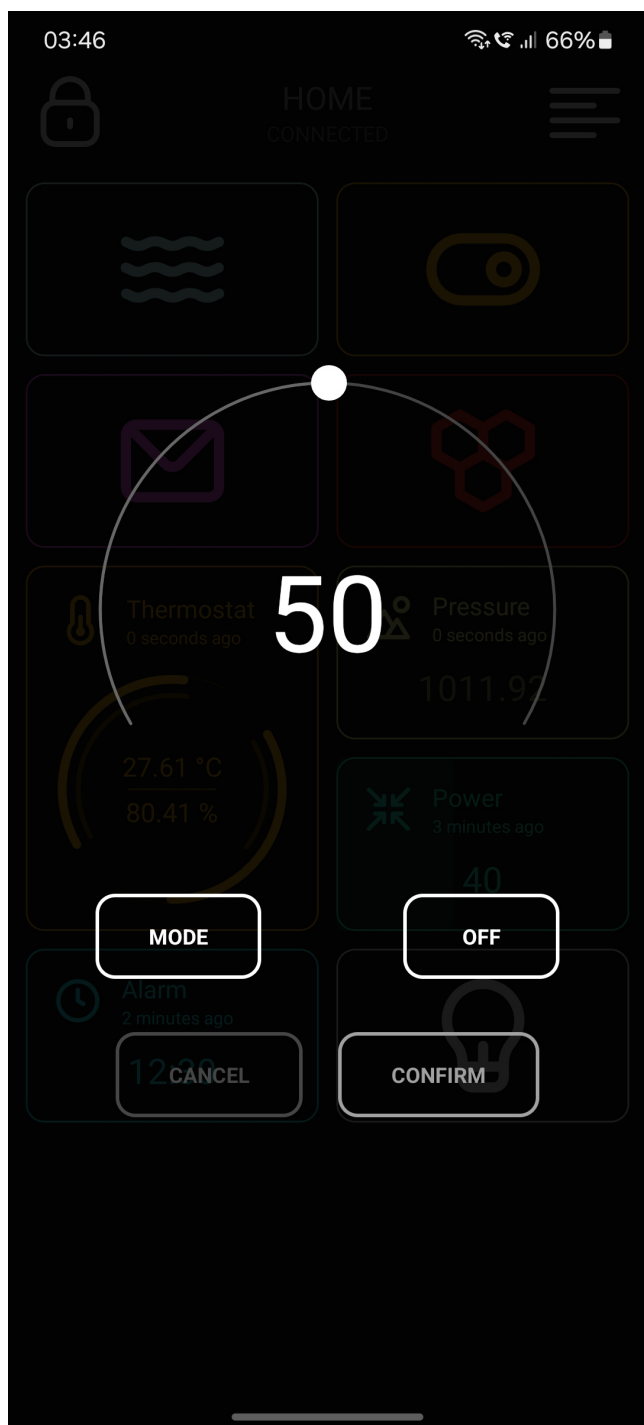 03:46
66%
HOME
CONNECTED
50
Thermostat
0 seconds ago
27.61 °C
80.41 %
Pressure
0 seconds ago
1011.92
Power
3 minutes ago
40
MODE
OFF
Alarm
2 minutes ago
CANCEL
CONFIRM